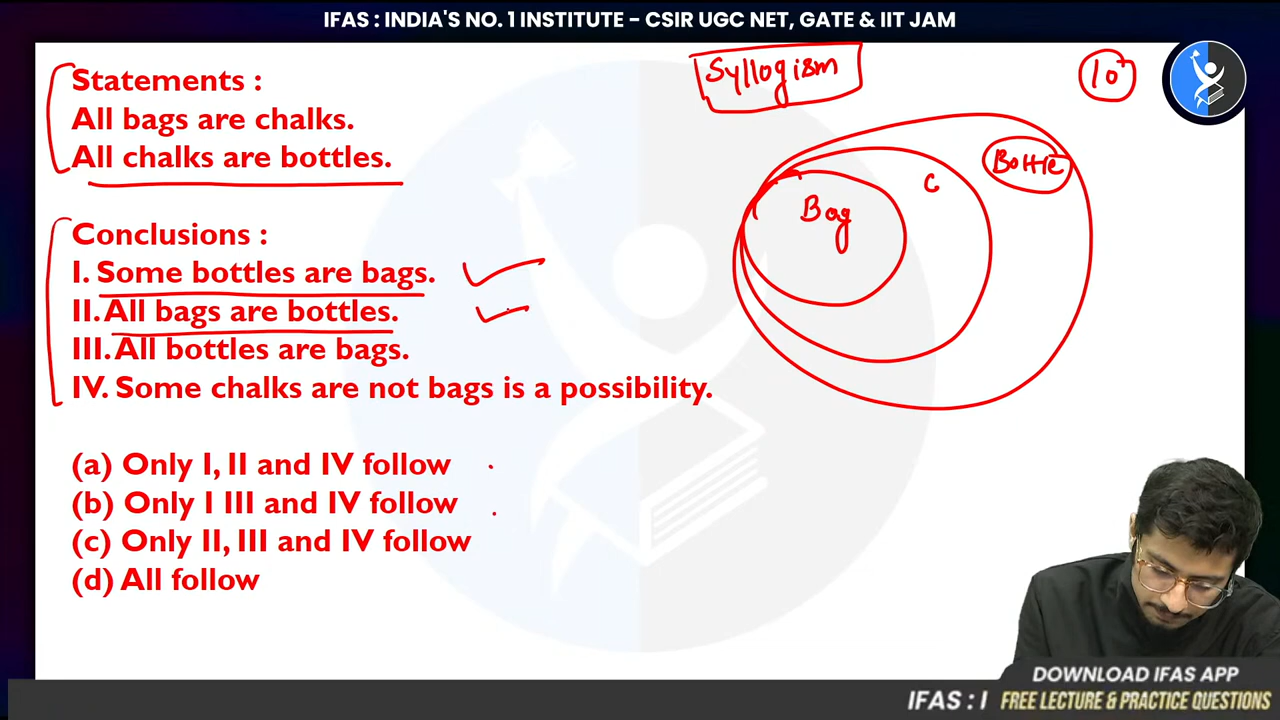 IFAS : INDIA'S NO. 1 INSTITUTE - CSIR UGC NET, GATE & IIT JAM
Statements :
All bags are chalks.
All chalks are bottles.
Conclusions :
I. Some bottles are bags.
II. All bags are bottles.
III. All bottles are bags.
IV. Some chalks are not bags is a possibility.
(a) Only I, II and IV follow
(b) Only I III and IV follow
(c) Only II, III and IV follow
(d) All follow
Syllogism
Bottle
C
Bag
DOWNLOAD IFAS APP
IFAS : I FREE LECTURE & PRACTICE QUESTIONS